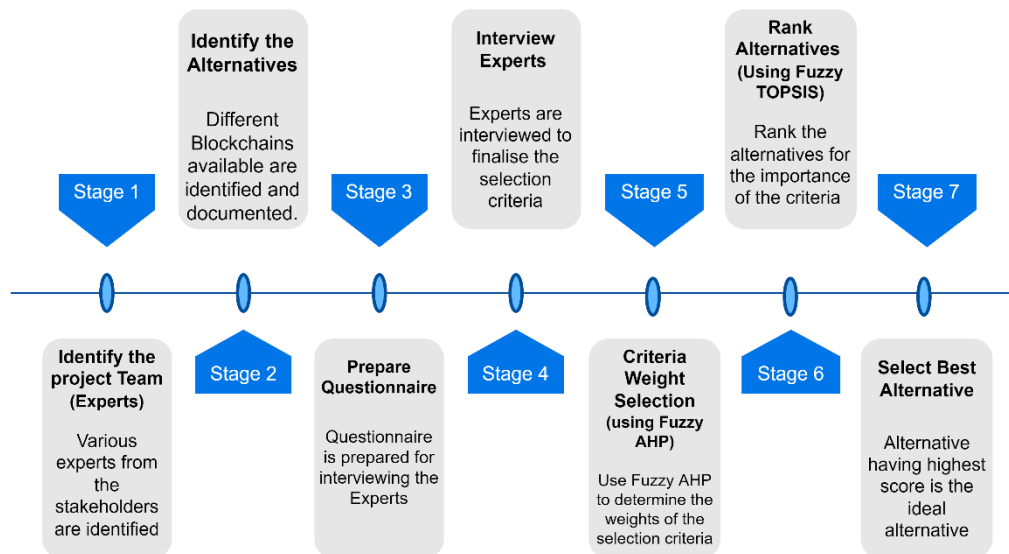 Stage 1
Identify the
project Team
(Experts)
Various
experts from
the
stakeholders
are identified
Identify the
Alternatives
Different
Blockchains
available are
identified and
documented.
Stage 2
Stage 3
Prepare
Questionnaire
Questionnaire
is prepared for
interviewing the
Experts
Interview
Experts
Experts are
interviewed to
finalise the
selection
criteria
Stage 4
Stage 5
Criteria
Weight
Selection
(using Fuzzy
AHP)
Use Fuzzy AHP
to determine the
weights of the
selection criteria
Rank
Alternatives
(Using Fuzzy
TOPSIS)
Rank the
alternatives for
the importance
of the criteria
Stage 6
Stage 7
Select Best
Alternative
Alternative
having highest
score is the
ideal
alternative